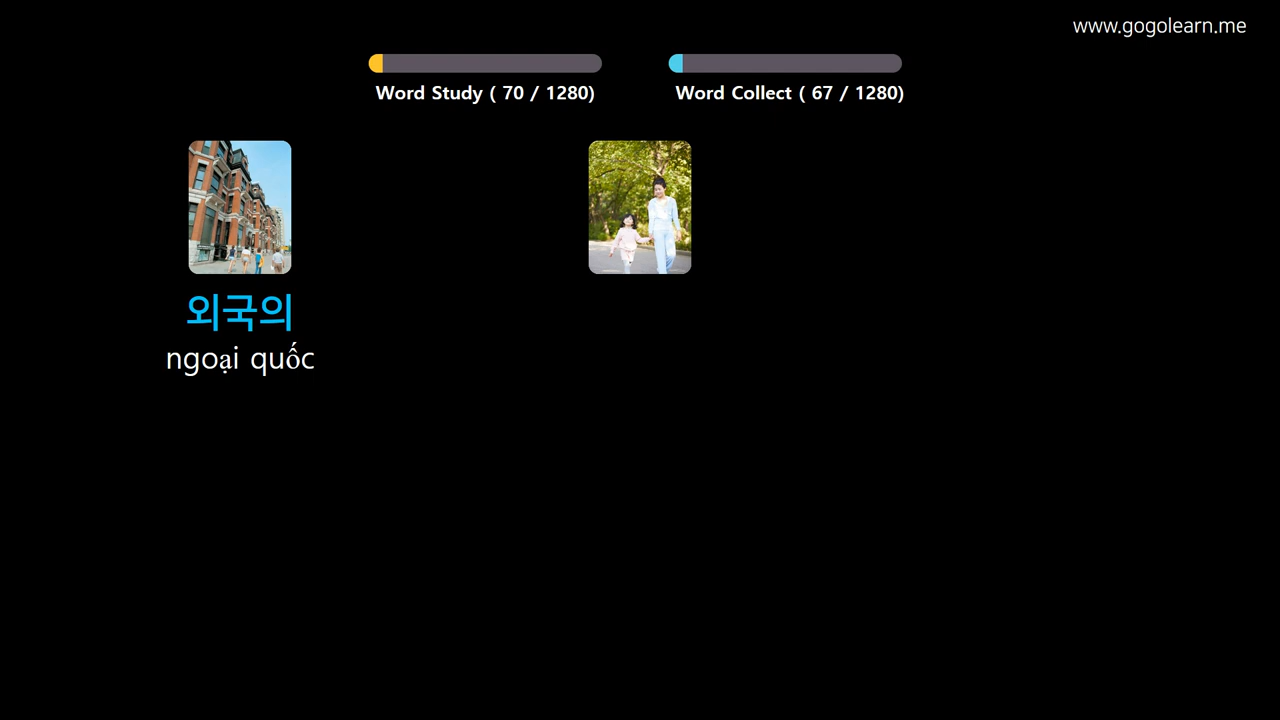 www.gogolearn.me
Word Study ( 70 / 1280)
Word Collect ( 67 / 1280)
외국의
ngoại quốc